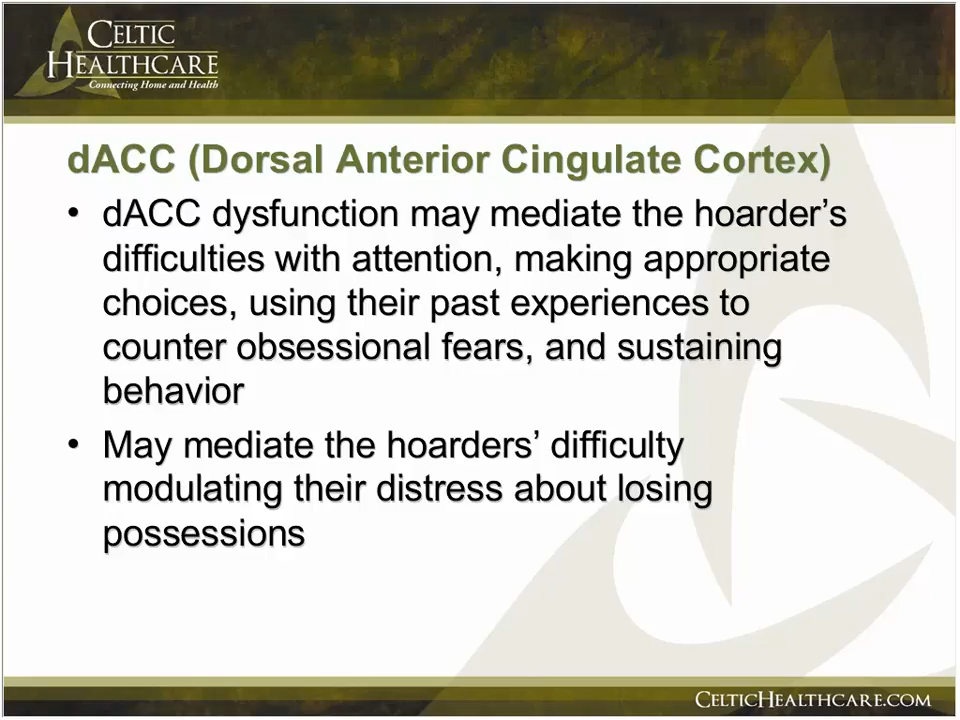 CELTIC
HEALTHCARE
Connecting Home and Health
dACC (Dorsal Anterior Cingulate Cortex)
• dACC dysfunction may mediate the hoarder’s
difficulties with attention, making appropriate
choices, using their past experiences to
counter obsessional fears, and sustaining
behavior
• May mediate the hoarders’ difficulty
modulating their distress about losing
possessions
CELTICHEALTHCARE.COM